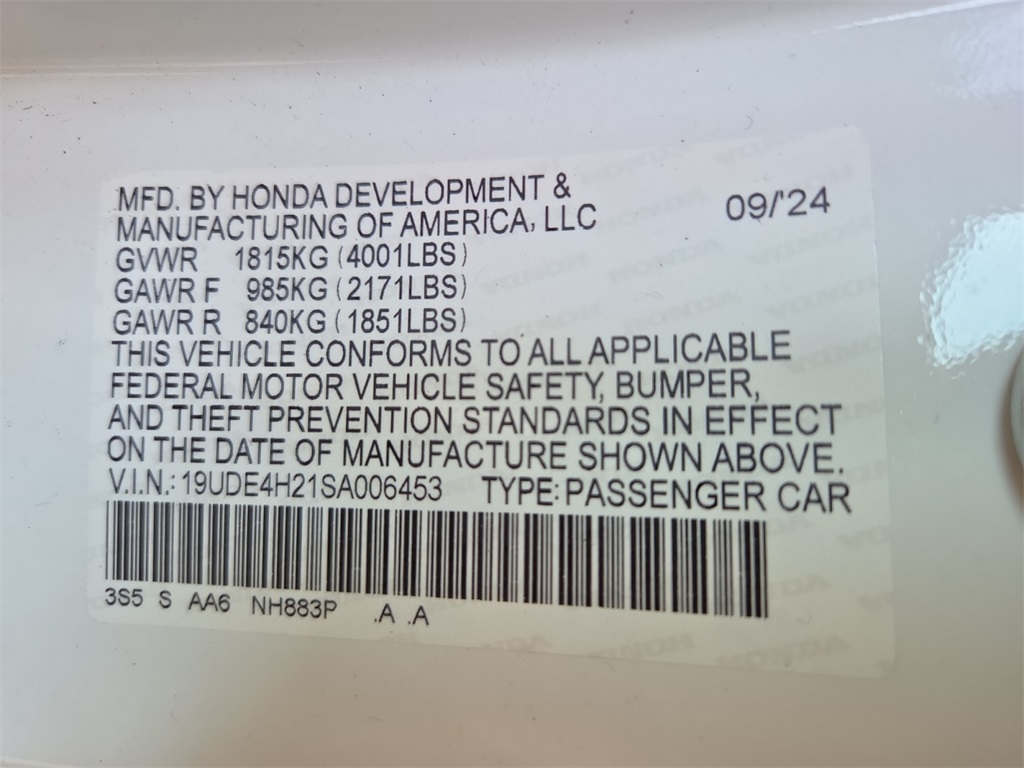 MFD. BY HONDA DEVELOPMENT &
MANUFACTURING OF AMERICA, LLC
09/'24
GVWR 1815KG (4001LBS)
GAWR F 985KG (2171LBS)
GAWR R 840KG (1851LBS)
THIS VEHICLE CONFORMS TO ALL APPLICABLE
FEDERAL MOTOR VEHICLE SAFETY, BUMPER,
AND THEFT PREVENTION STANDARDS IN EFFECT
ON THE DATE OF MANUFACTURE SHOWN ABOVE.
V.I.N.: 19UDE4H21SA006453 TYPE: PASSENGER CAR
3S5 S AA6 NH883P .A .A